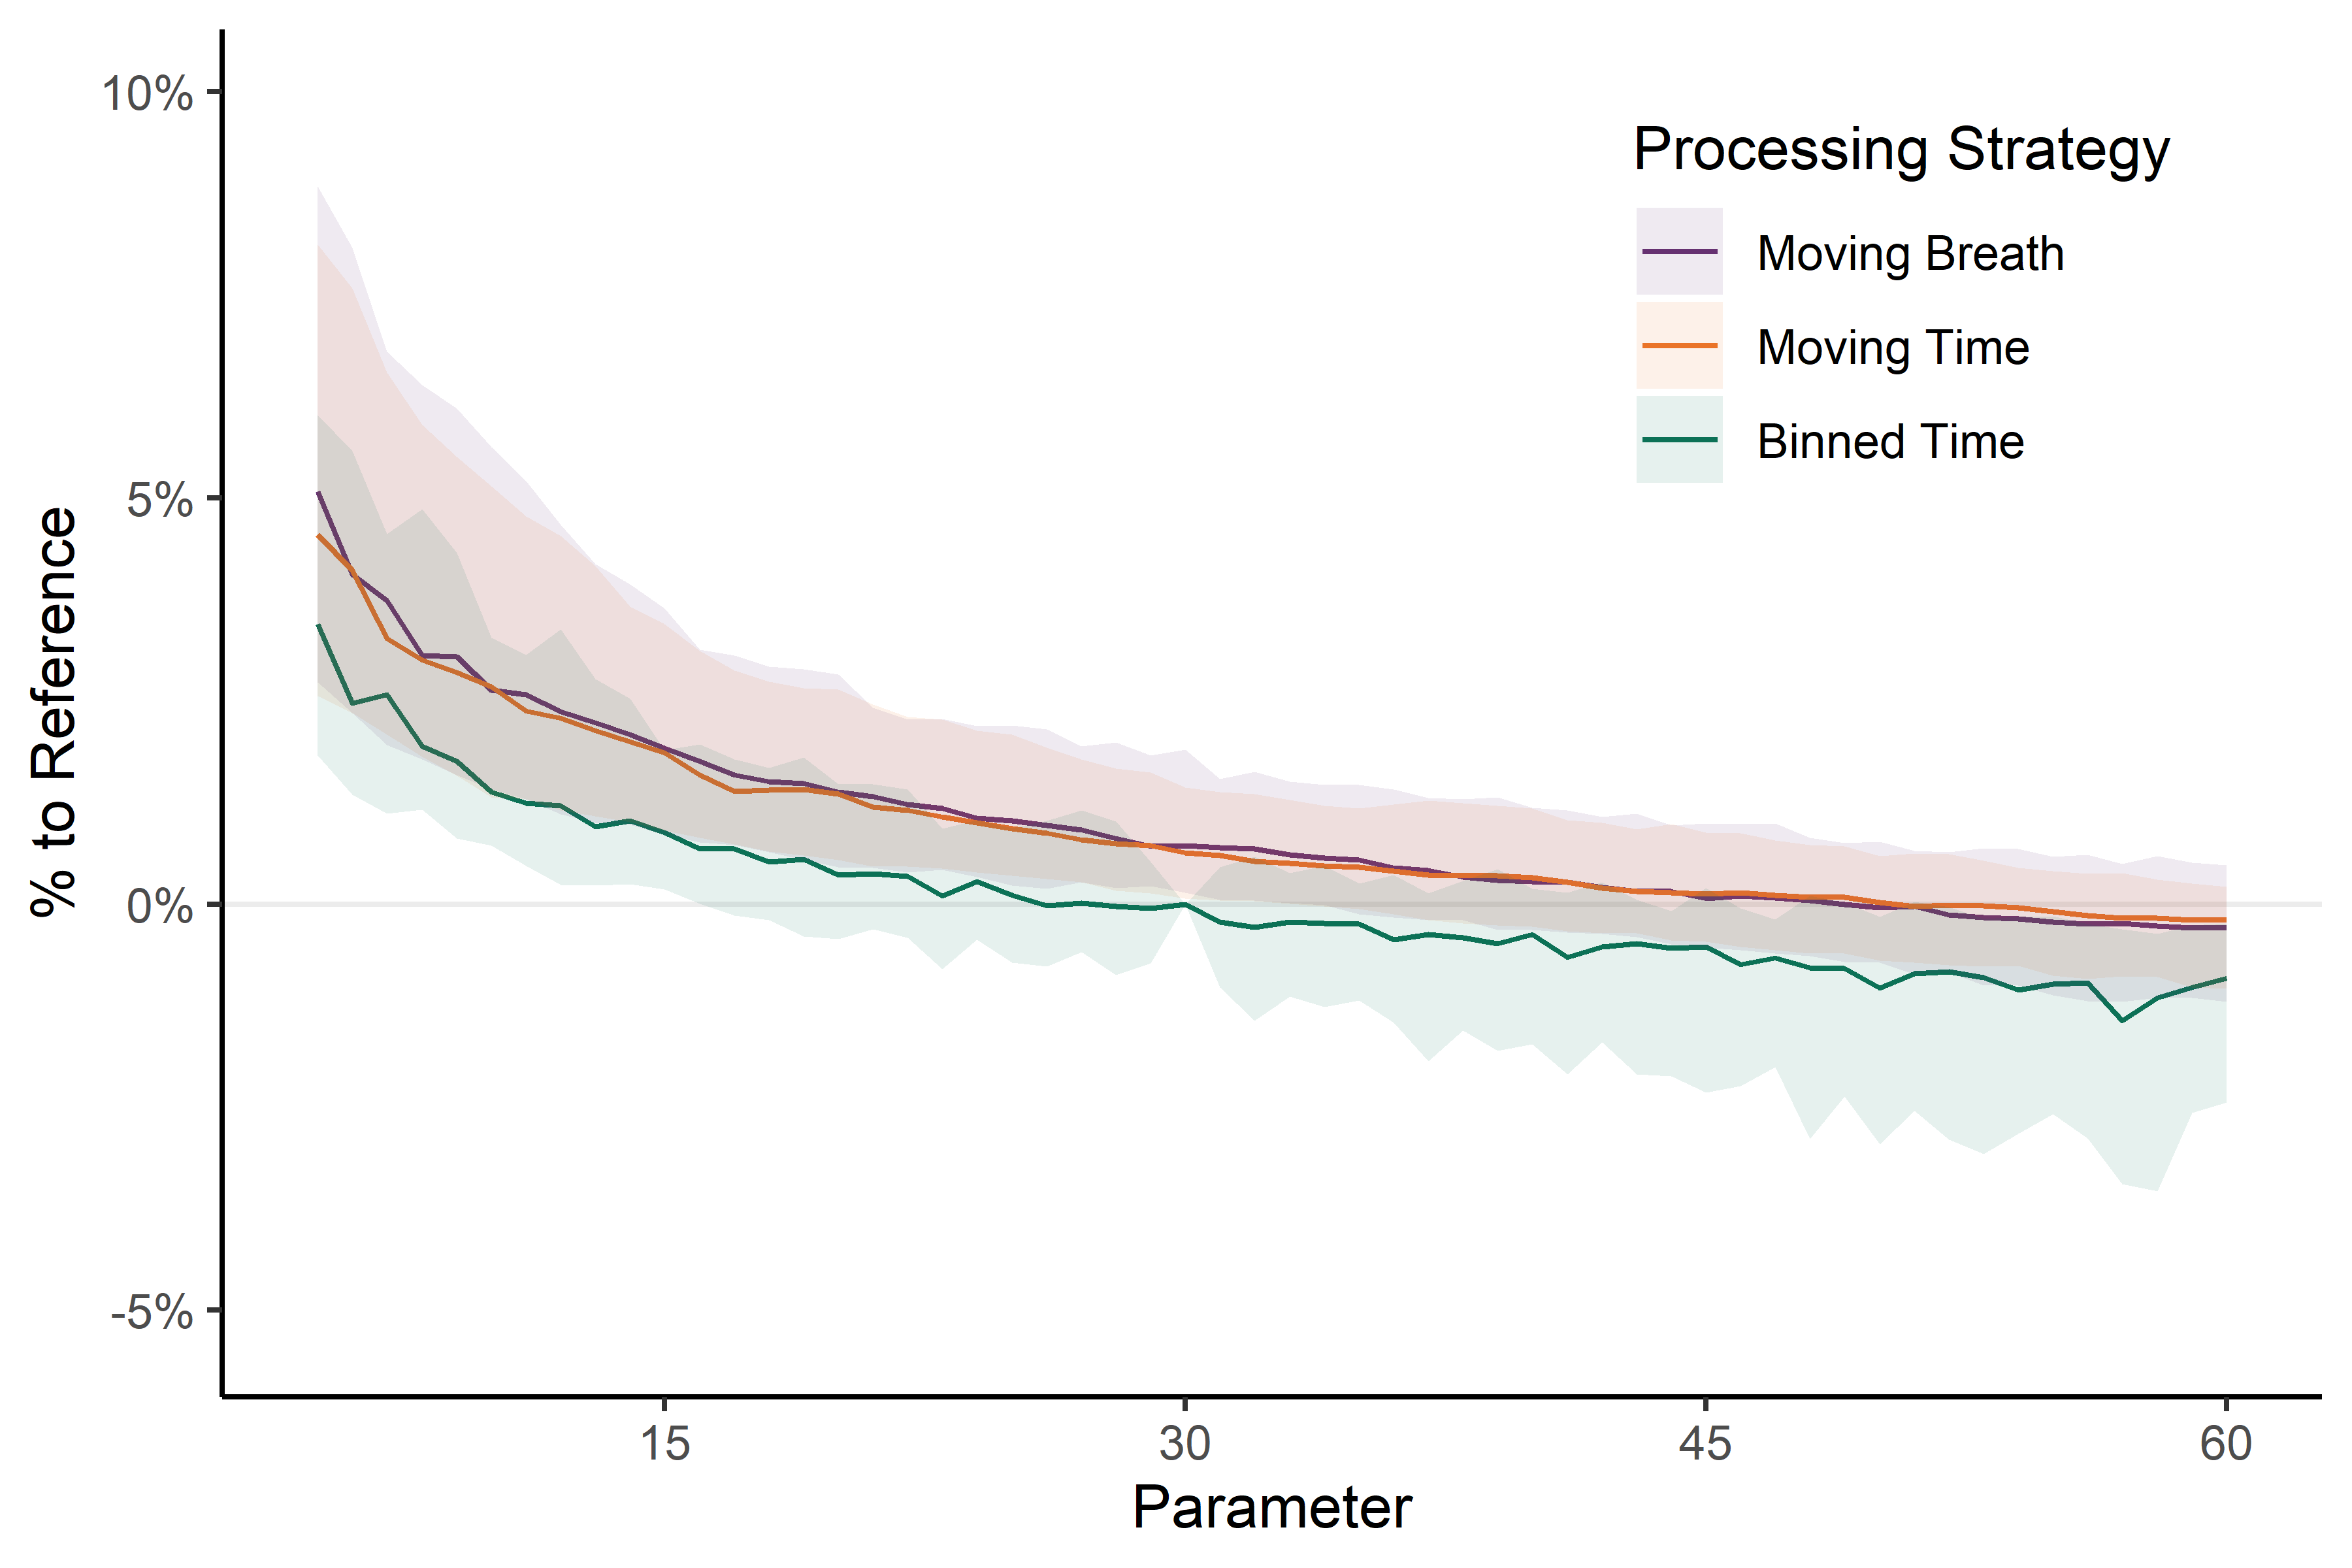 10%
5%
0%
-5%
% to Reference
Processing Strategy
Moving Breath
Moving Time
Binned Time
15
30
45
60
Parameter